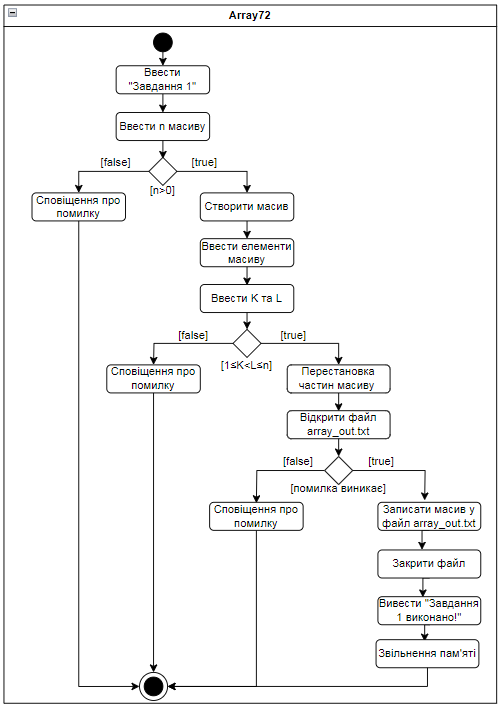 Array72
Ввести
"Завдання 1"
Ввести n масиву
[false]
[true]
[n>0]
Сповіщення про
помилку
Створити масив
Ввести елементи
масиву
Ввести K та L
[false]
[true]
[1≤K<L≤n]
Сповіщення про
помилку
Перестановка
частин масиву
Відкрити файл
array_out.txt
[false]
[true]
[помилка виникає]
Сповіщення про
помилку
Записати масив у
файл array_out.txt
Закрити файл
Вивести "Завдання
1 виконано!"
Звільнення пам'яті